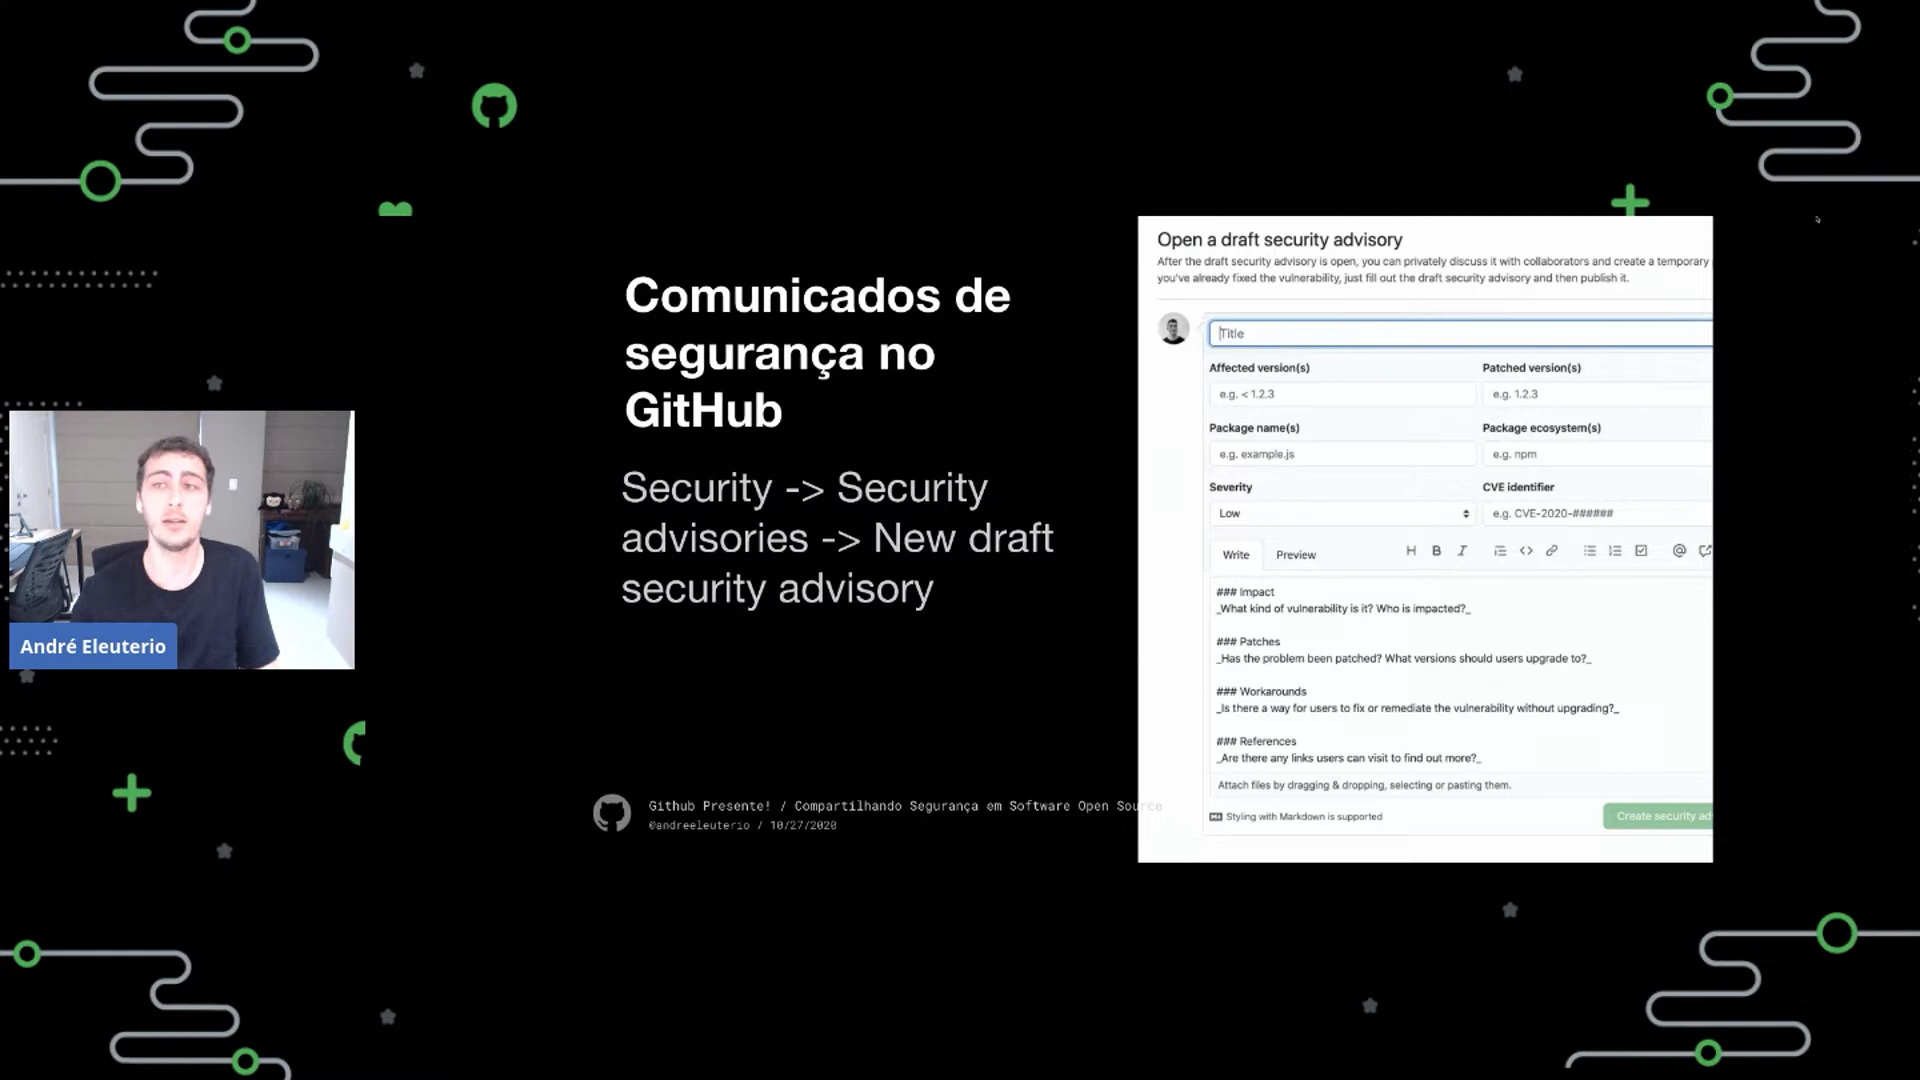 Comunicados de
segurança no
GitHub
Security -> Security
advisories -> New draft
security advisory
André Eleuterio
Github Presente! / Compartilhando Segurança em Software Open Source
@andreeleuterio / 10/27/2020
Open a draft security advisory
After the draft security advisory is open, you can privately discuss it with collaborators and create a temporary
you've already fixed the vulnerability, just fill out the draft security advisory and then publish it.
Title
Affected version(s) Patched version(s)
e.g. < 1.2.3 e.g. 1.2.3
Package name(s) Package ecosystem(s)
e.g. example.js e.g. npm
Severity CVE identifier
Low e.g. CVE-2020-######
Write Preview H B I
### Impact
_What kind of vulnerability is it? Who is impacted?_
### Patches
_Has the problem been patched? What versions should users upgrade to?_
### Workarounds
_Is there a way for users to fix or remediate the vulnerability without upgrading?_
### References
_Are there any links users can visit to find out more?_
Attach files by dragging & dropping, selecting or pasting them.
Styling with Markdown is supported
Create security ad